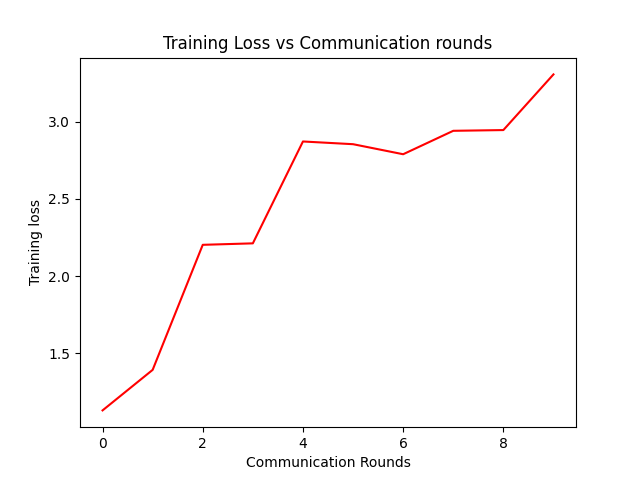 Training Loss vs Communication rounds
3.0
2.5
2.0
1.5
Training loss
0 2 4 6 8
Communication Rounds